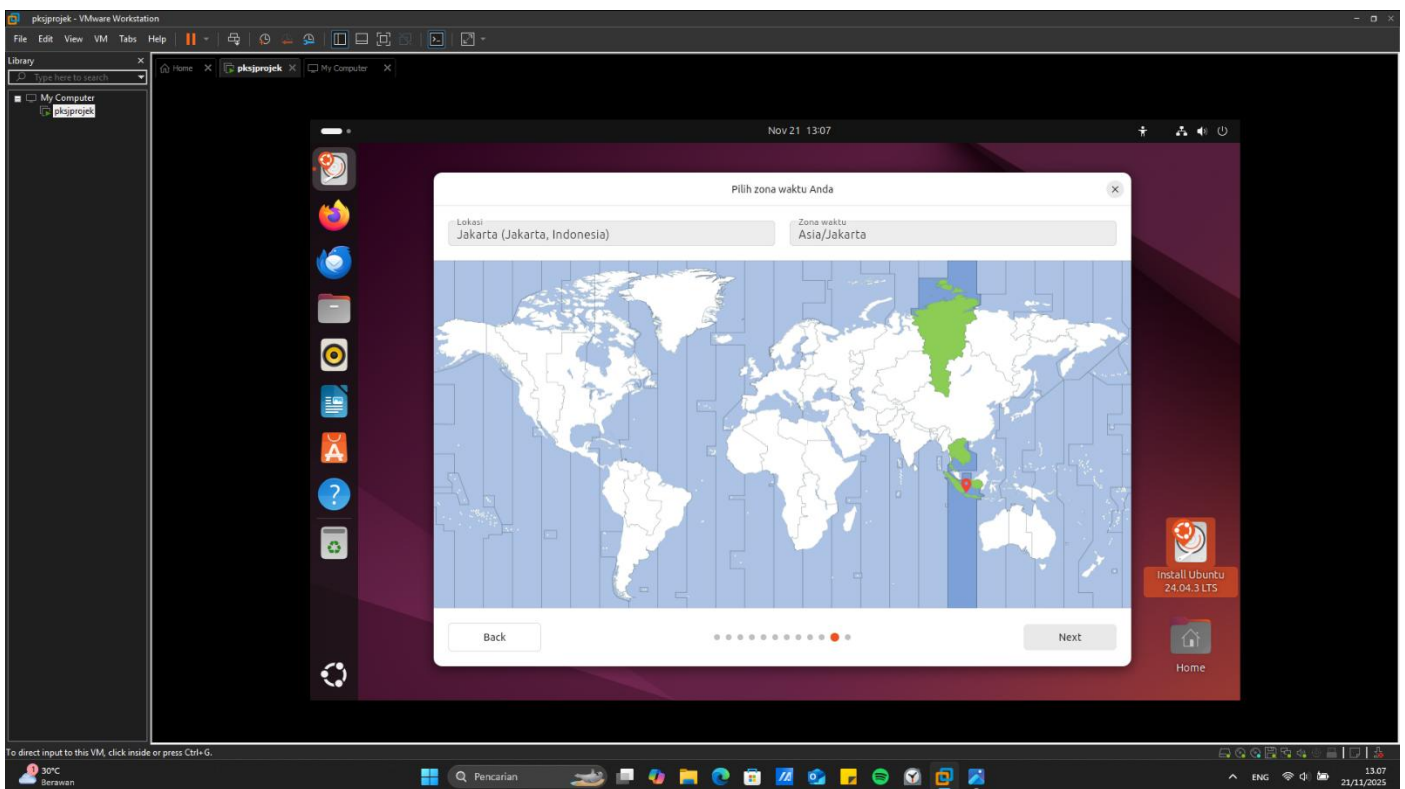 pksjprojek - VMware Workstation
File Edit View VM Tabs Help
Library
Type here to search
My Computer
pksjprojek
Home
pksjprojek
My Computer
Nov 21 13:07
Pilih zona waktu Anda
Lokasi
Jakarta (Jakarta, Indonesia)
Zona waktu
Asia/Jakarta
Back
Next
Install Ubuntu
24.04.3 LTS
Home
To direct input to this VM, click inside or press Ctrl+G.
1
30°C
Berawan
Pencarian
ENG
13.07
21/11/2025